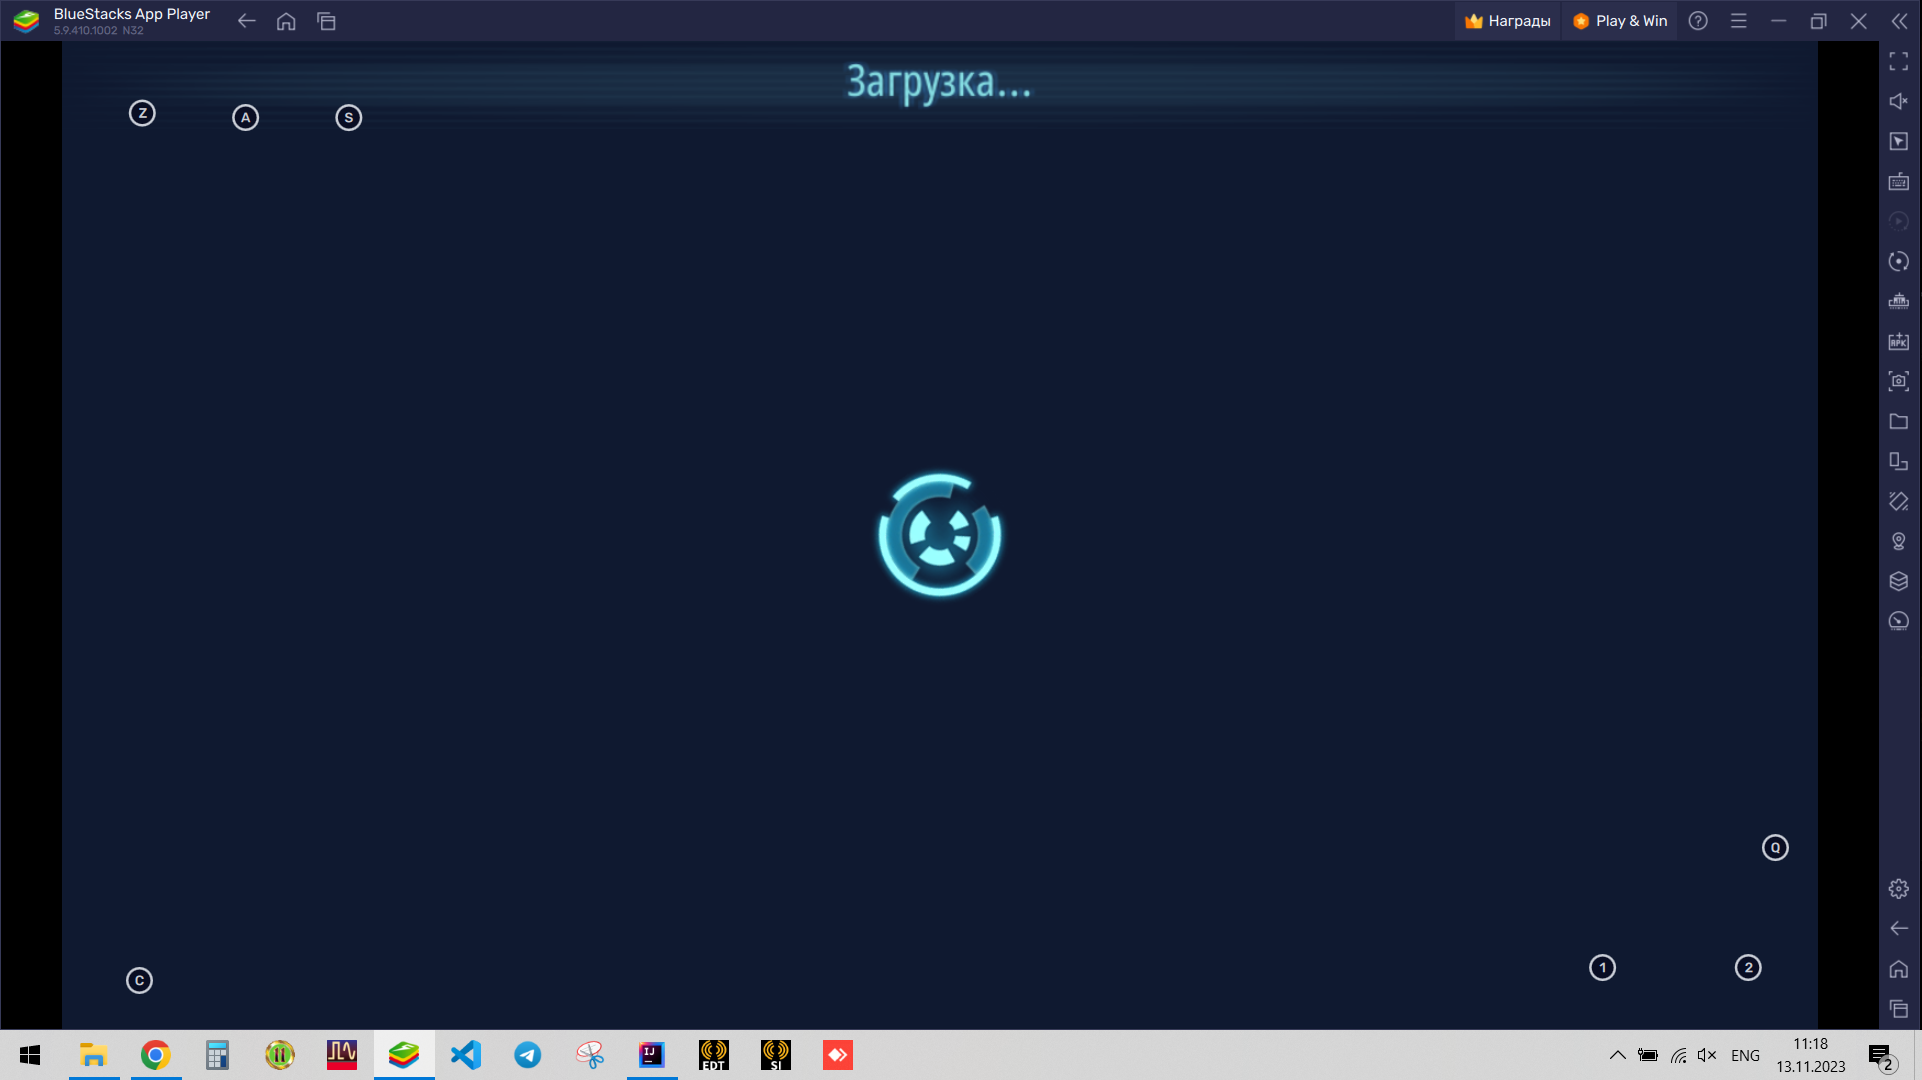 BlueStacks App Player
5.9.410.1002 N32
Награды
Play & Win
Загрузка...
Z
A
S
Q
C
1
2
EDT
SI
IJ
ENG
11:18
13.11.2023
2